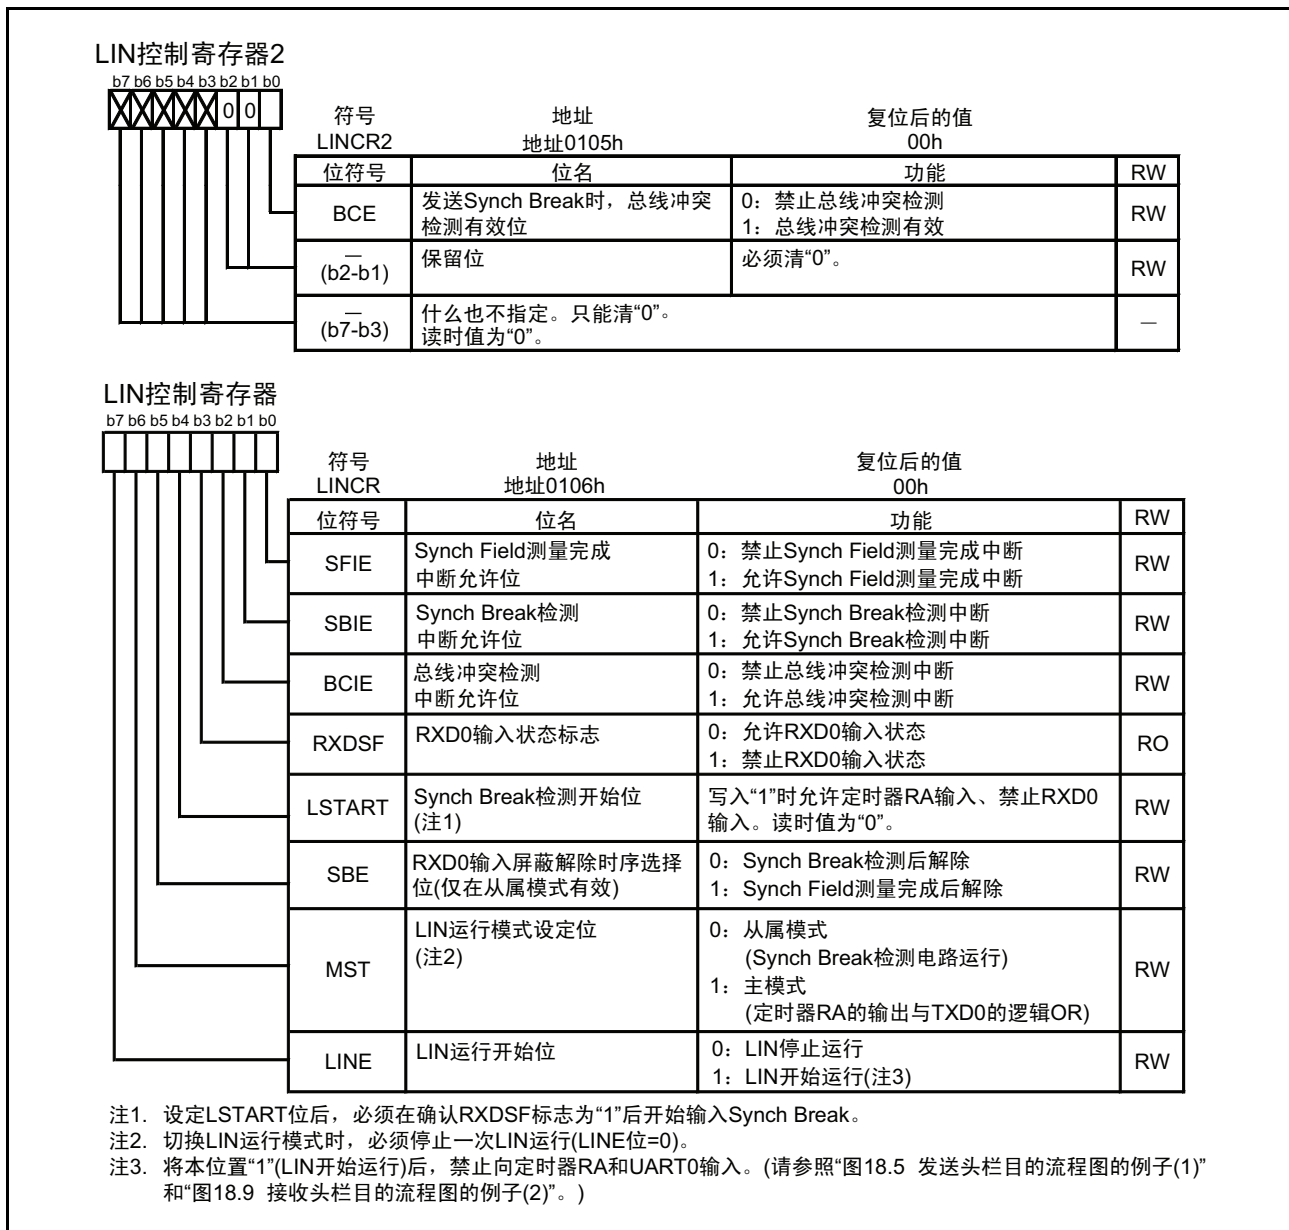 LIN控制寄存器2
b7 b6 b5 b4 b3 b2 b1 b0
0 0
符号 地址 复位后的值
LINCR2 地址0105h 00h
位符号 位名 功能 RW
BCE 发送Synch Break时，总线冲突 0：禁止总线冲突检测 RW
检测有效位 1：总线冲突检测有效
— 保留位 必须清“0”。 RW
(b2-b1)
— 什么也不指定。只能清“0”。 —
(b7-b3) 读时值为“0”。
LIN控制寄存器
b7 b6 b5 b4 b3 b2 b1 b0
符号 地址 复位后的值
LINCR 地址0106h 00h
位符号 位名 功能 RW
SFIE Synch Field测量完成 0：禁止Synch Field测量完成中断 RW
中断允许位 1：允许Synch Field测量完成中断
SBIE Synch Break检测 0：禁止Synch Break检测中断 RW
中断允许位 1：允许Synch Break检测中断
BCIE 总线冲突检测 0：禁止总线冲突检测中断 RW
中断允许位 1：允许总线冲突检测中断
RXDSF RXD0输入状态标志 0：允许RXD0输入状态 RO
1：禁止RXD0输入状态
LSTART Synch Break检测开始位 写入“1”时允许定时器RA输入、禁止RXD0 RW
(注1) 输入。读时值为“0”。
SBE RXD0输入屏蔽解除时序选择 0：Synch Break检测后解除 RW
位(仅在从属模式有效) 1：Synch Field测量完成后解除
MST LIN运行模式设定位 0：从属模式 RW
(注2) (Synch Break检测电路运行)
1：主模式
(定时器RA的输出与TXD0的逻辑OR)
LINE LIN运行开始位 0：LIN停止运行 RW
1：LIN开始运行(注3)
注1. 设定LSTART位后，必须在确认RXDSF标志为“1”后开始输入Synch Break。
注2. 切换LIN运行模式时，必须停止一次LIN运行(LINE位=0)。
注3. 将本位置“1”(LIN开始运行)后，禁止向定时器RA和UART0输入。(请参照“图18.5 发送头栏目的流程图的例子(1)”
和“图18.9 接收头栏目的流程图的例子(2)”。)